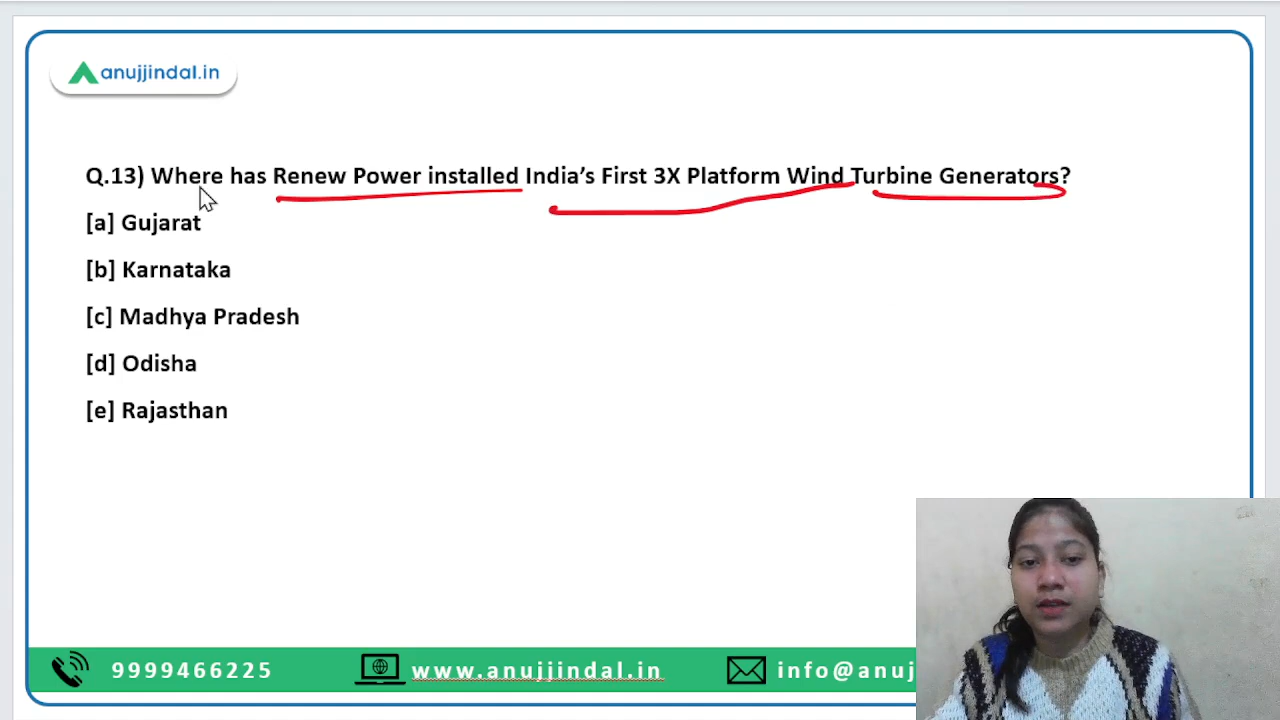 anujjindal.in
Q.13) Where has Renew Power installed India’s First 3X Platform Wind Turbine Generators?
[a] Gujarat
[b] Karnataka
[c] Madhya Pradesh
[d] Odisha
[e] Rajasthan
9999466225 www.anujjindal.in info@anuj